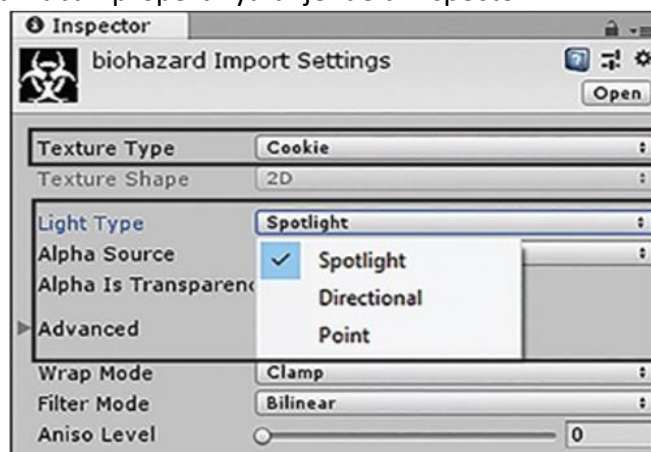 Inspector
biohazard Import Settings
Open
Texture Type Cookie
Texture Shape 2D
Light Type Spotlight
Alpha Source
Spotlight
Alpha Is Transparenc
Directional
Advanced
Point
Wrap Mode Clamp
Filter Mode Bilinear
Aniso Level 0